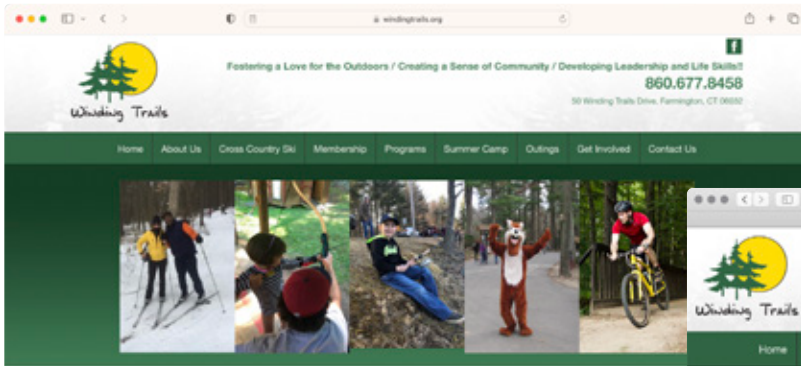 windingtrails.org
f
Fostering a Love for the Outdoors / Creating a Sense of Community / Developing Leadership and Life Skills!!
860.677.8458
50 Winding Trails Drive, Farmington, CT 06032
Winding Trails
Home About Us Cross Country Ski Membership Programs Summer Camp Outings Get Involved Contact Us
Winding Trails
Home